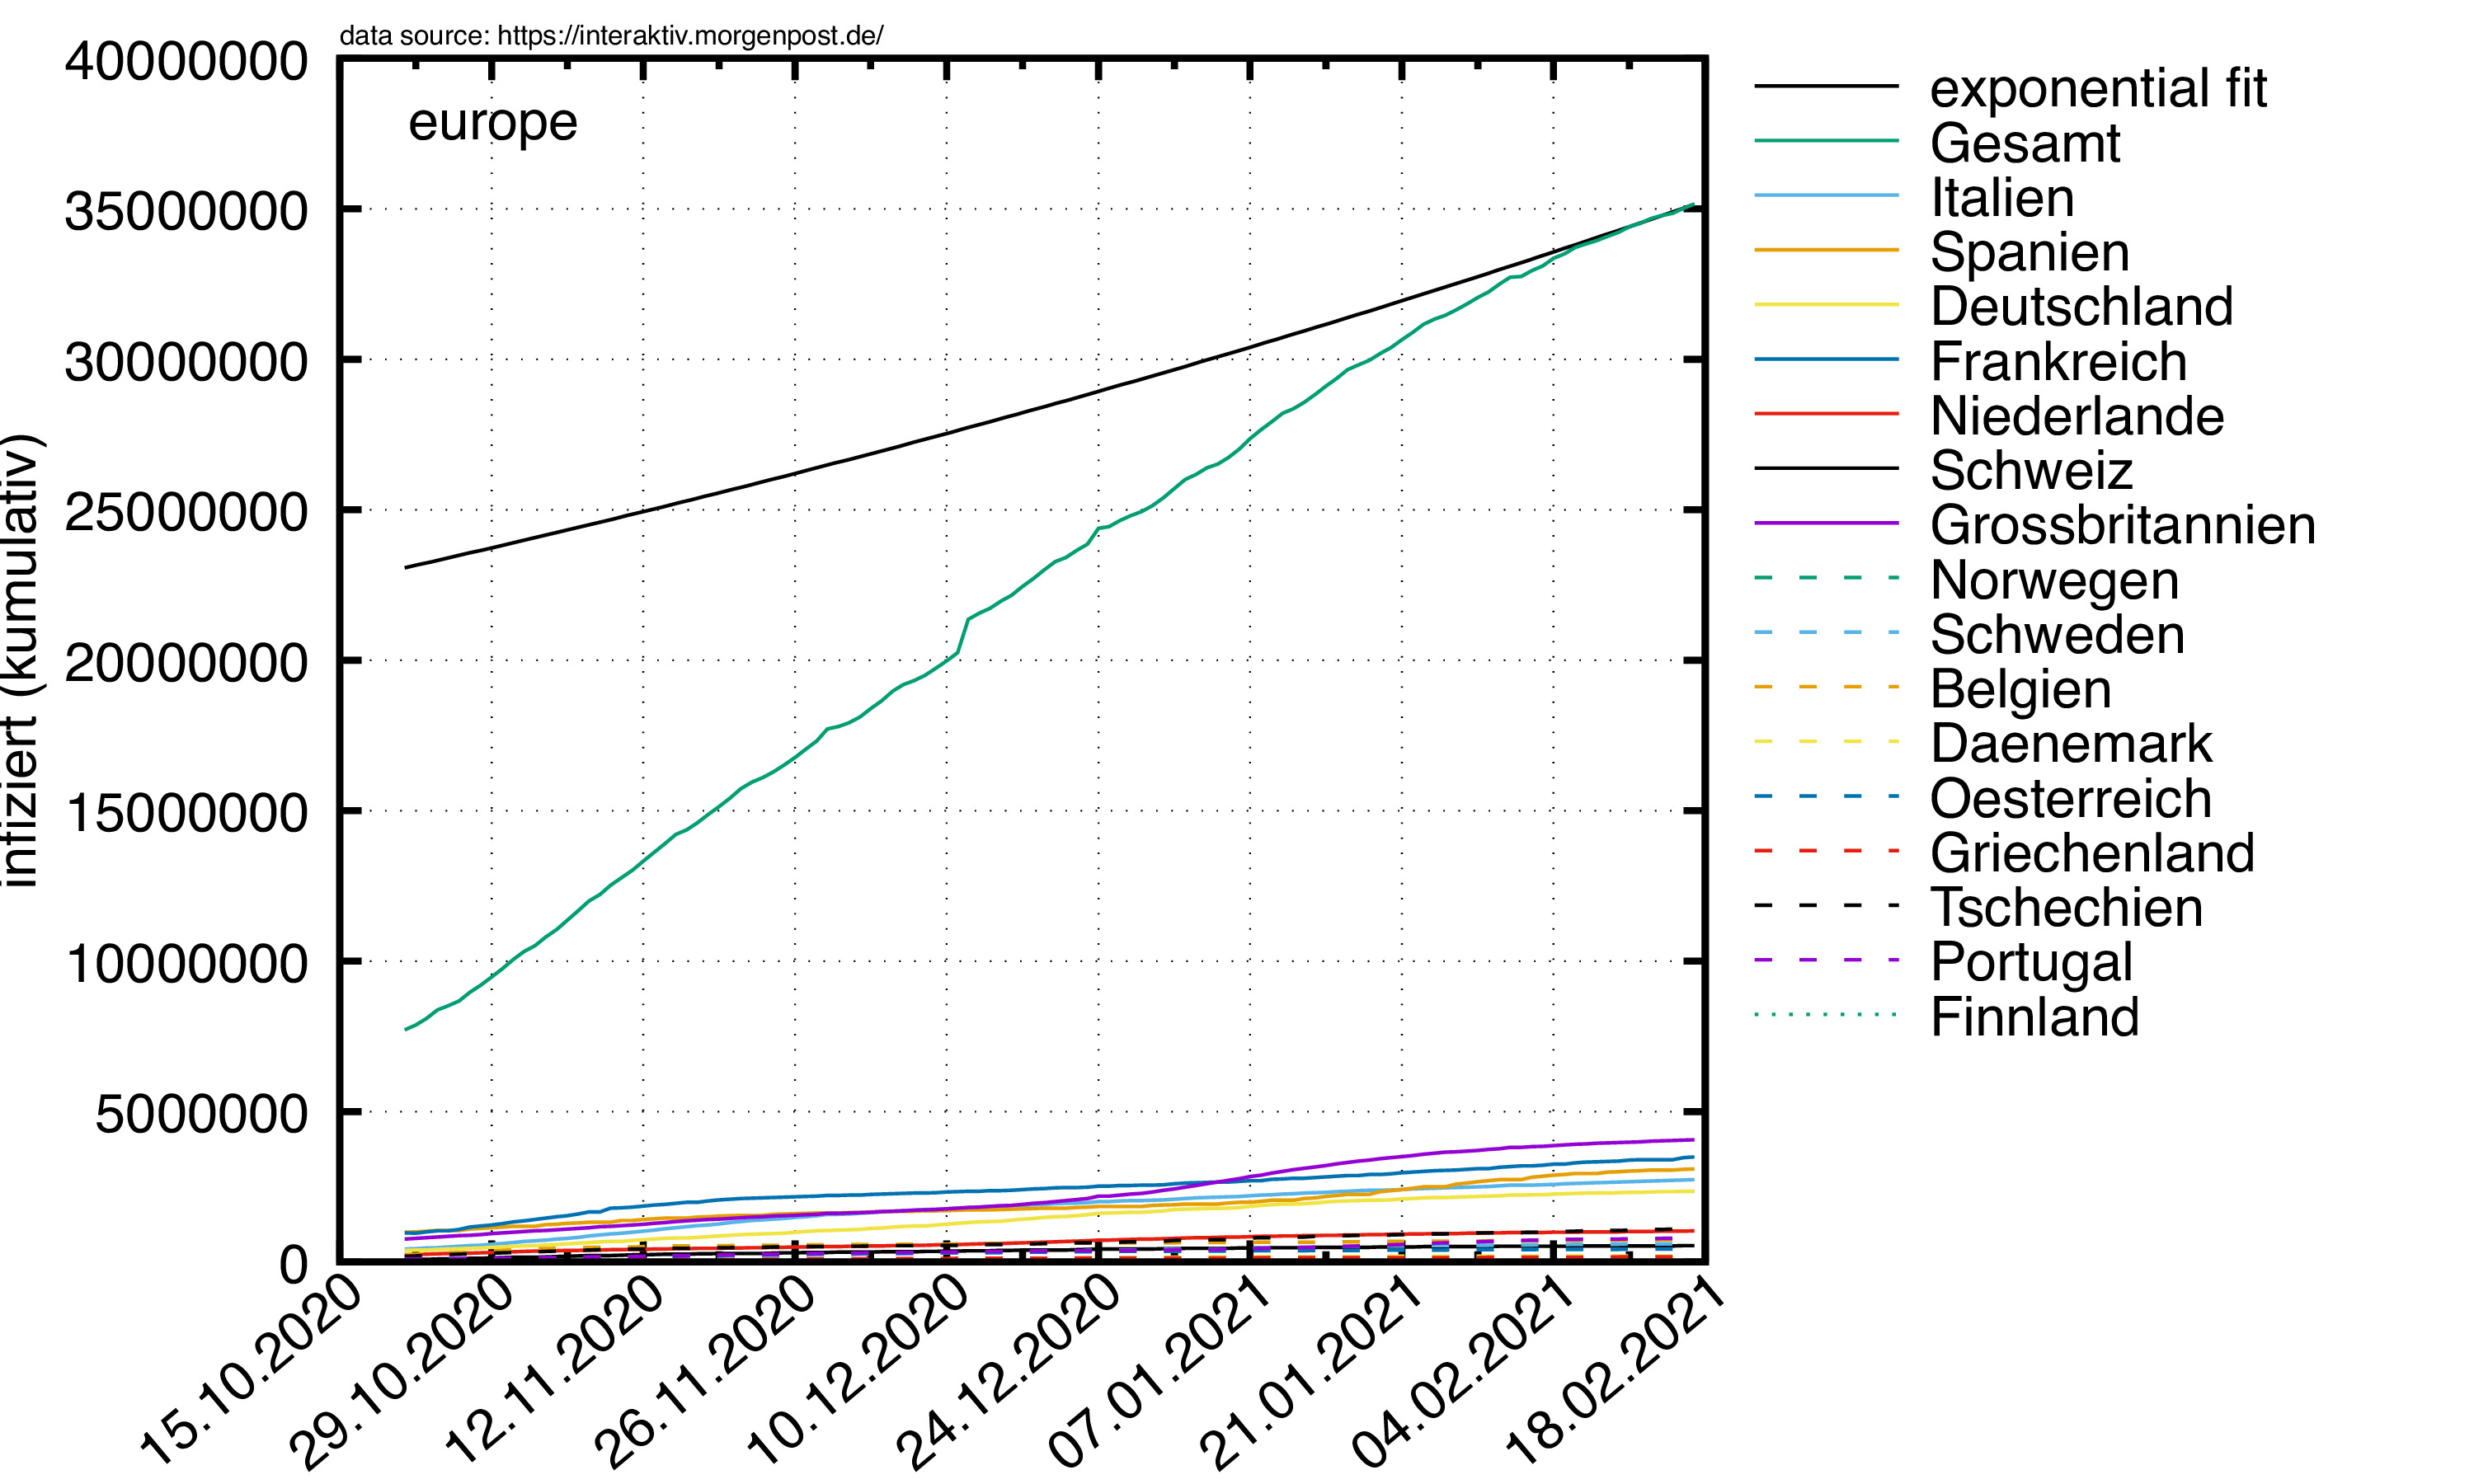 data source: https://interaktiv.morgenpost.de/
europe
infiziert (kumulativ)
40000000
35000000
30000000
25000000
20000000
15000000
10000000
5000000
0
15.10.2020
29.10.2020
12.11.2020
26.11.2020
10.12.2020
24.12.2020
07.01.2021
21.01.2021
04.02.2021
18.02.2021
exponential fit
Gesamt
Italien
Spanien
Deutschland
Frankreich
Niederlande
Schweiz
Grossbritannien
Norwegen
Schweden
Belgien
Daenemark
Oesterreich
Griechenland
Tschechien
Portugal
Finnland